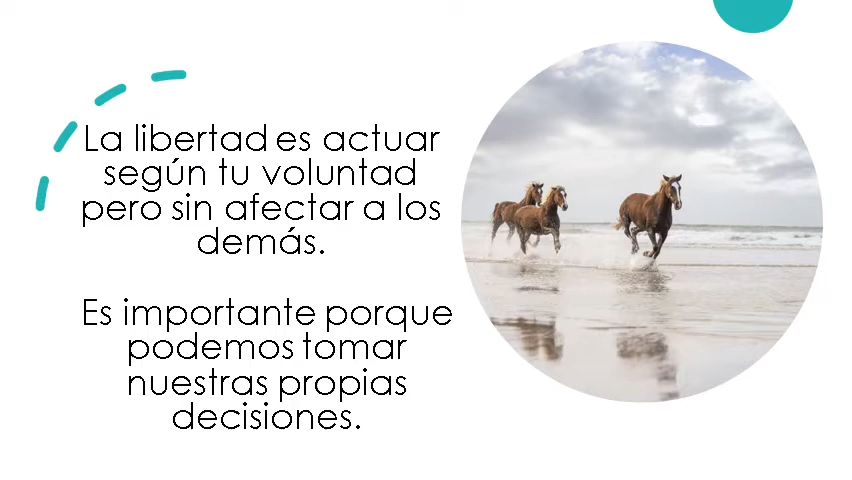 La libertad es actuar
según tu voluntad
pero sin afectar a los
demás.
Es importante porque
podemos tomar
nuestras propias
decisiones.